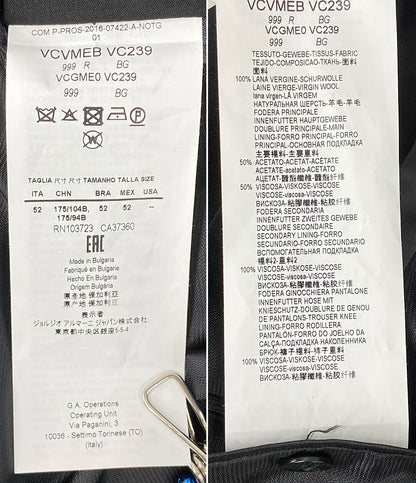 COM.P-PROS-2016-07422-A-NOTG
01
VCVMEB VC239
999 R BG
VCGME0 VC239
999 BG
TAGLIA 尺寸 尺寸 TAMANHO TALLA SIZE
ITA CHN BRA MEX USA
52 175/104B, 175/94B 52 52 --
RN103723 CA37360
EAC
Made in Bulgaria
Fabriqué en Bulgarie
Hecho En Bulgaria
Origem Bulgária
原產地 保加利亞
原产地 保加利亚
表示者
ジョルジオ アルマーニ ジャパン株式会社
東京都中央区銀座5-5-4
G.A. Operations
Operating Unit
Via Paganini, 3
10036 - Settimo Torinese (TO)
(Italy)
VCVMEB VC239
999 R BG
VCGME0 VC239
999 BG
TESSUTO-GEWEBE-TISSUS-FABRIC
TEJIDO-COMPOSICAO-ТКАНЬ-面料
面料
100% LANA VERGINE-SCHURWOLLE
LAINE VIERGE-VIRGIN WOOL
lana virgen-LÃ VIRGEM
НАТУРАЛЬНАЯ ШЕРСТЬ-羊毛-羊毛
FODERA PRINCIPALE
INNENFUTTER HAUPTGEWEBE
DOUBLURE PRINCIPALE-MAIN
LINING-FORRO PRINCIPAL-FORRO
PRINCIPAL-ОСНОВНАЯ ПОДКЛАДКА
主要裡料-主要里料
50% ACETATO-ACETAT-ACÉTATE
ACETATE-acetato-ACETATO
АЦЕТАТ-醋酯纖維-醋酯纤维
50% VISCOSA-VISKOSE-VISCOSE
VISCOSE-viscosa-VISCOSE
ВИСКОЗА-粘膠纖維-粘胶纤维
FODERA SECONDARIA
INNENFUTTER ZWEITES GEWEBE
DOUBLURE SECONDAIRE
SECONDARY LINING-FORRO
SECUNDARIO-FORRO SECUNDARIO
ВСПОМОГАТЕЛЬНАЯ ПОДКЛАДКА
裡料2-里料2
100% VISCOSA-VISKOSE-VISCOSE
VISCOSE-viscosa-VISCOSE
ВИСКОЗА-粘膠纖維-粘胶纤维
FODERA GINOCCHIERA PANTALONE
INNENFUTTER HOSE MIT
KNIESCHUTZ-DOUBLURE DE GENOU
DE PANTALONS-TROUSER KNEE
LINING-FORRO RODILLERA
PANTALÓN-FORRO DO JOELHO DA
CALÇA-ПОДКЛАДКА НАКОЛЕННИКА
БРЮК-褲子裡料-裤子里料
100% VISCOSA-VISKOSE-VISCOSE
VISCOSE-viscosa-VISCOSE
ВИСКОЗА-粘膠纖維-粘胶纤维